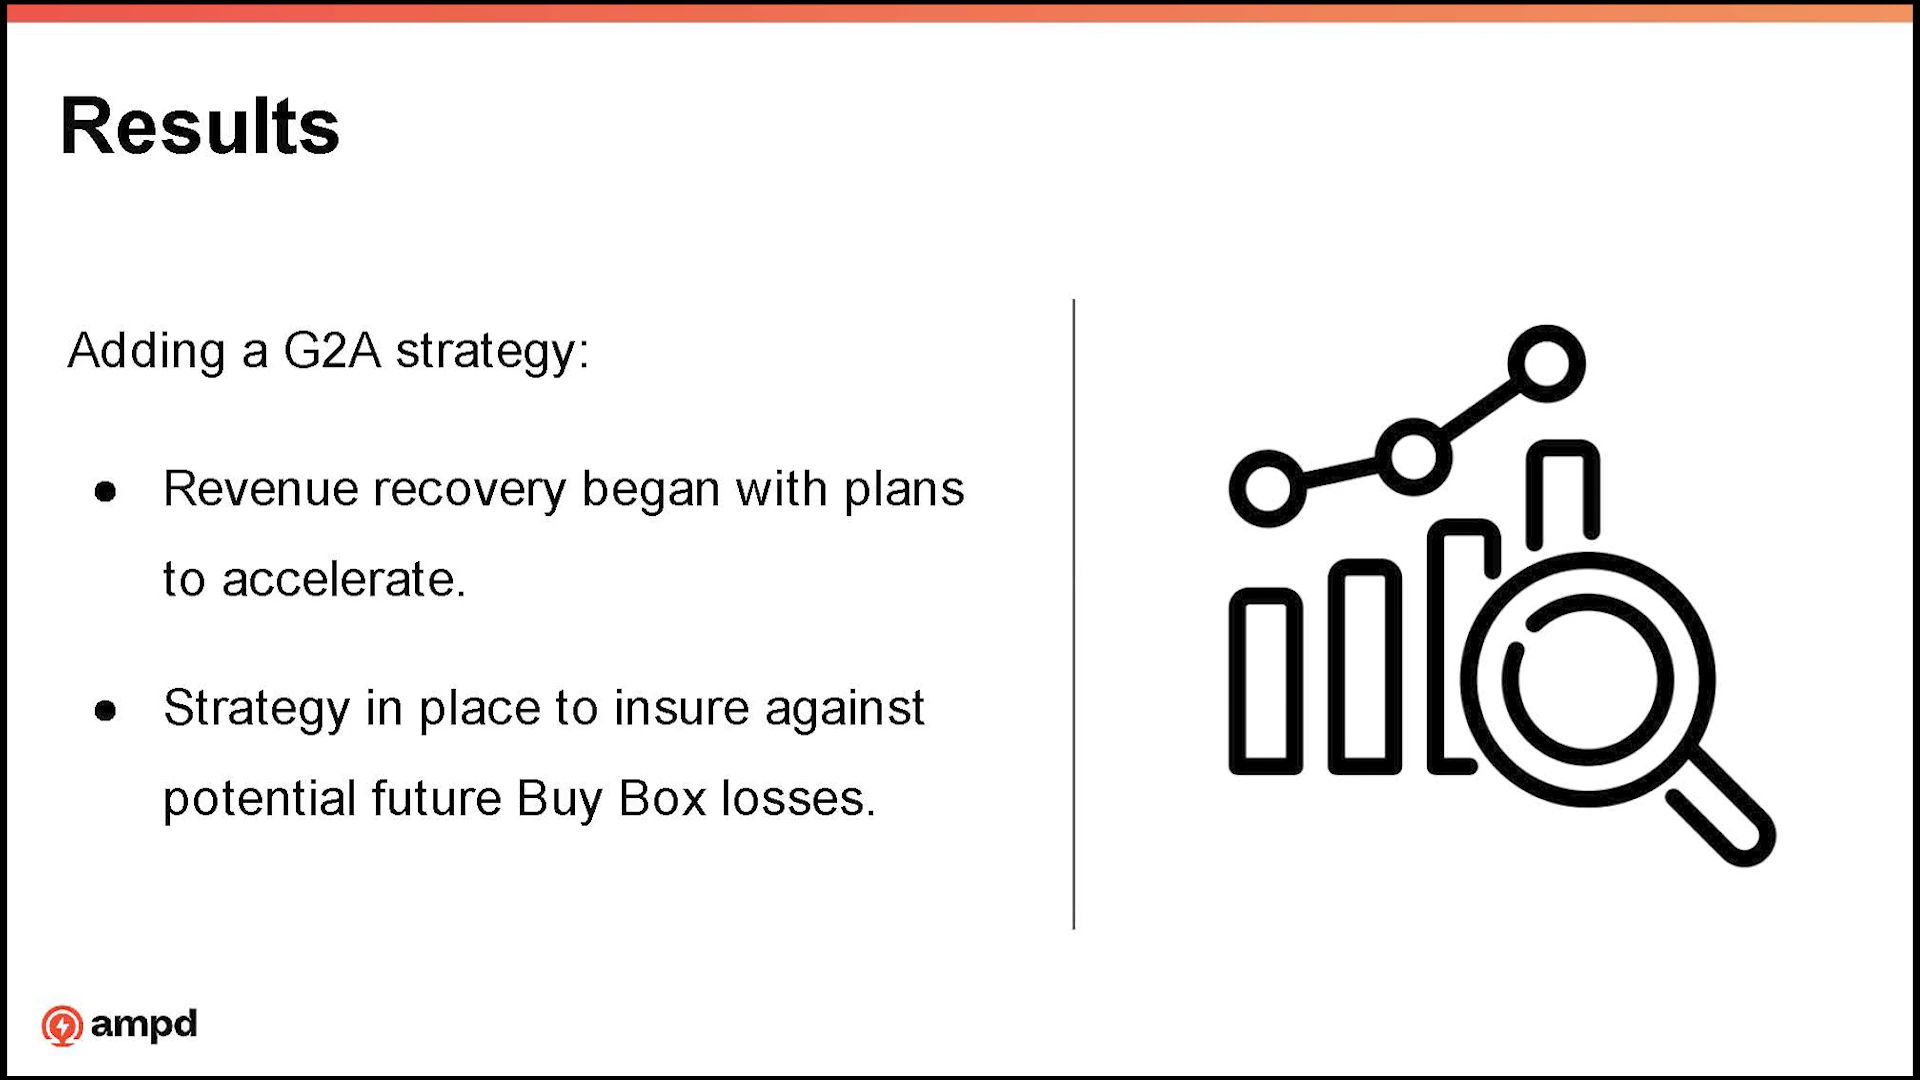 Results
Adding a G2A strategy:
● Revenue recovery began with plans
to accelerate.
● Strategy in place to insure against
potential future Buy Box losses.
ampd